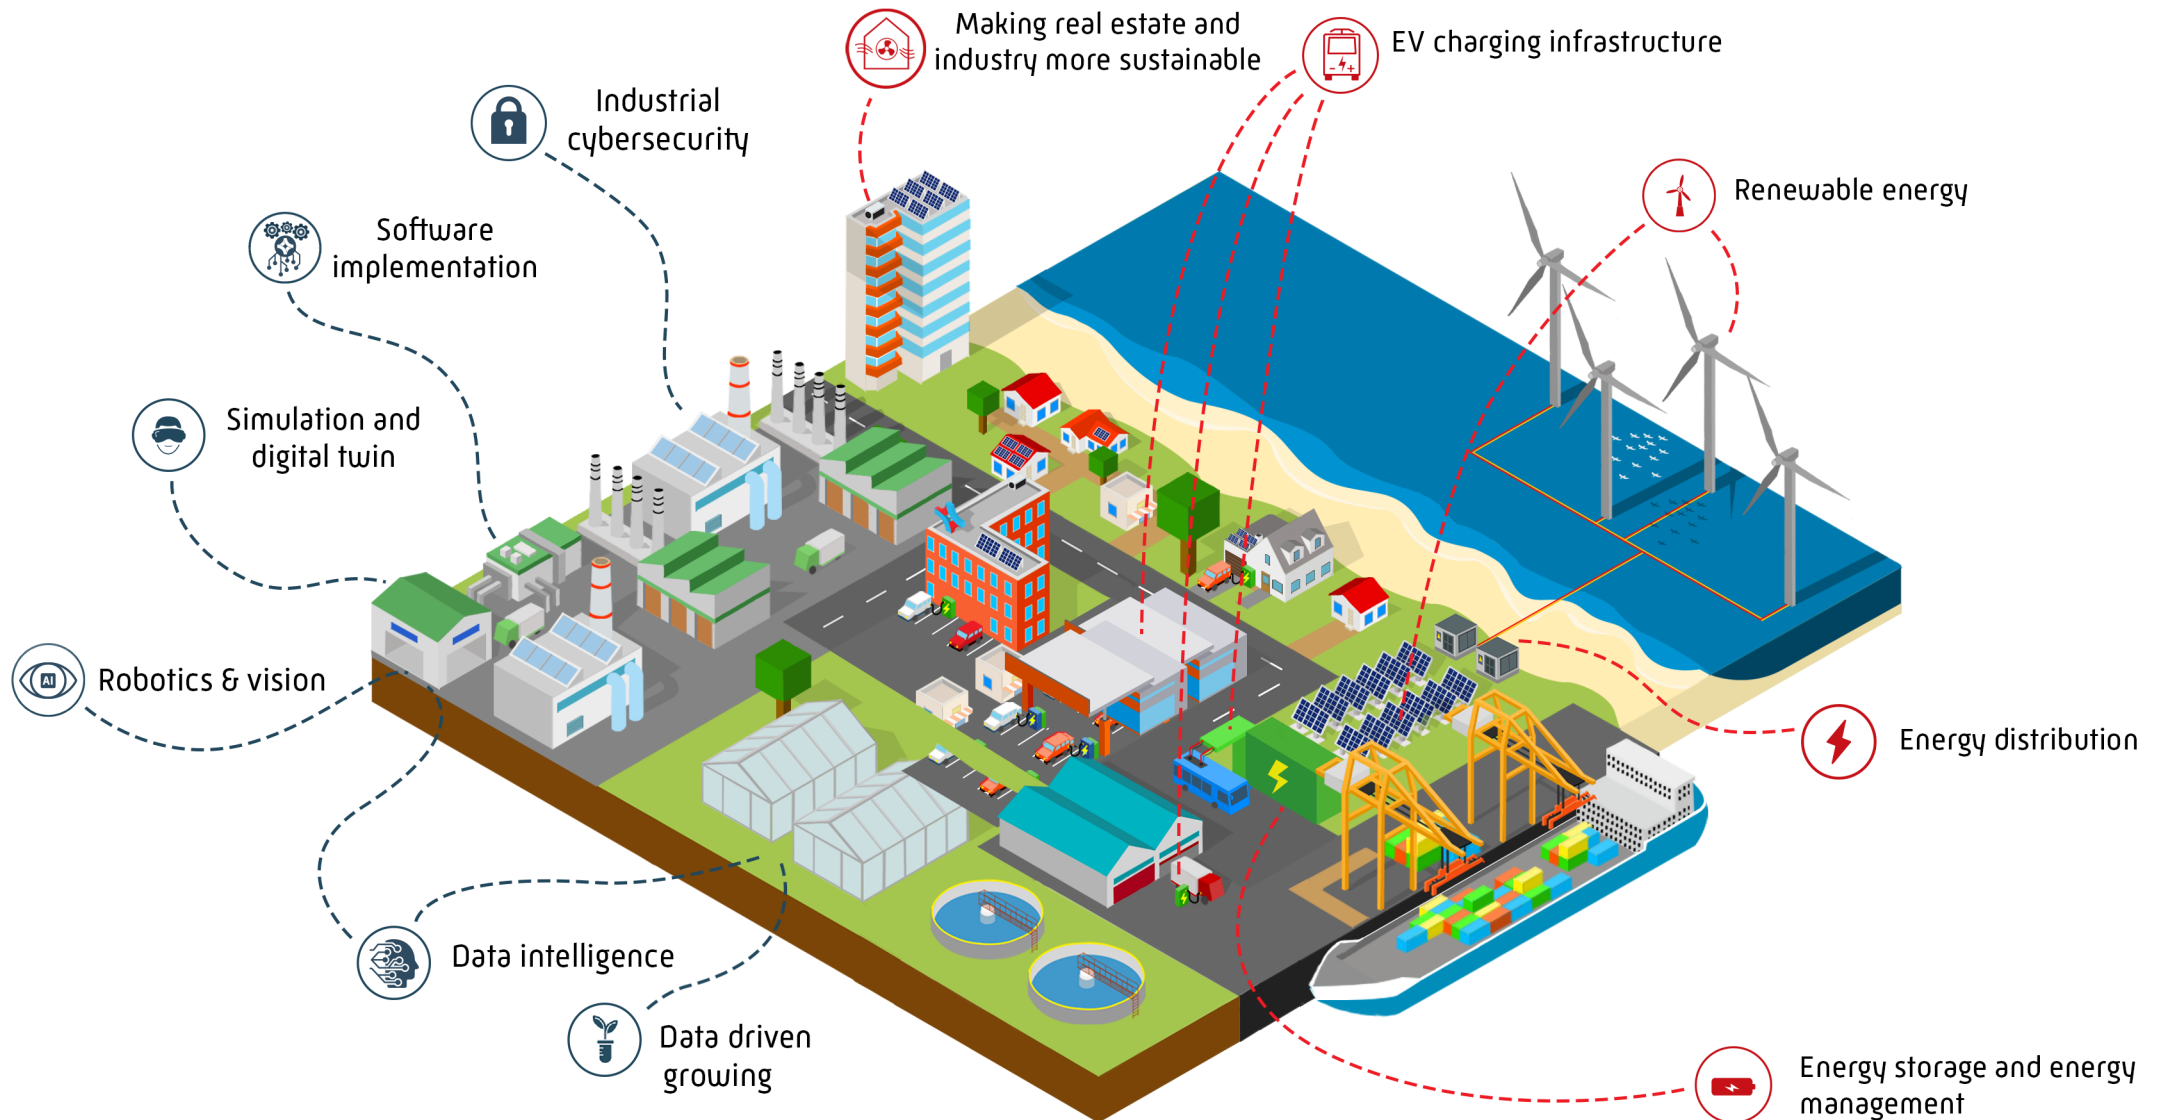 Making real estate and
industry more sustainable
EV charging infrastructure
Industrial
cybersecurity
Renewable energy
Software
implementation
Simulation and
digital twin
Robotics & vision
AI
Energy distribution
Data intelligence
Data driven
growing
Energy storage and energy
management